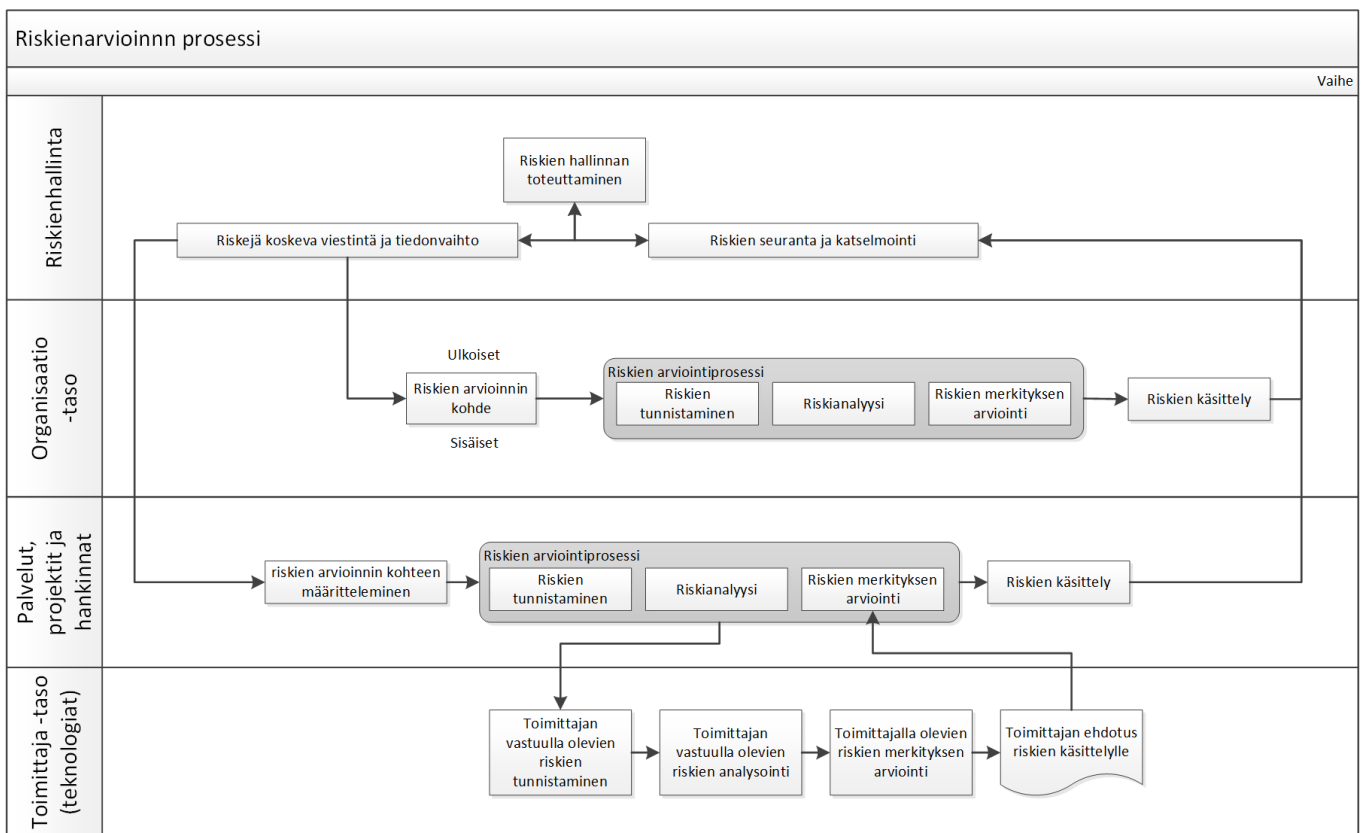 Riskienarvioinnn prosessi
Vaihe
Riskienhallinta
Riskien hallinnan
toteuttaminen
Riskejä koskeva viestintä ja tiedonvaihto
Riskien seuranta ja katselmointi
Organisaatio
-taso
Ulkoiset
Riskien arvioinnin
kohde
Sisäiset
Riskien arviointiprosessi
Riskien
tunnistaminen
Riskianalyysi
Riskien merkityksen
arviointi
Riskien käsittely
Palvelut,
projektit ja
hankinnat
riskien arvioinnin kohteen
määritteleminen
Riskien arviointiprosessi
Riskien
tunnistaminen
Riskianalyysi
Riskien merkityksen
arviointi
Riskien käsittely
Toimittaja -taso
(teknologiat)
Toimittajan
vastuulla olevien
riskien
tunnistaminen
Toimittajan
vastuulla olevien
riskien analysointi
Toimittajalla olevien
riskien merkityksen
arviointi
Toimittajan ehdotus
riskien käsittelylle